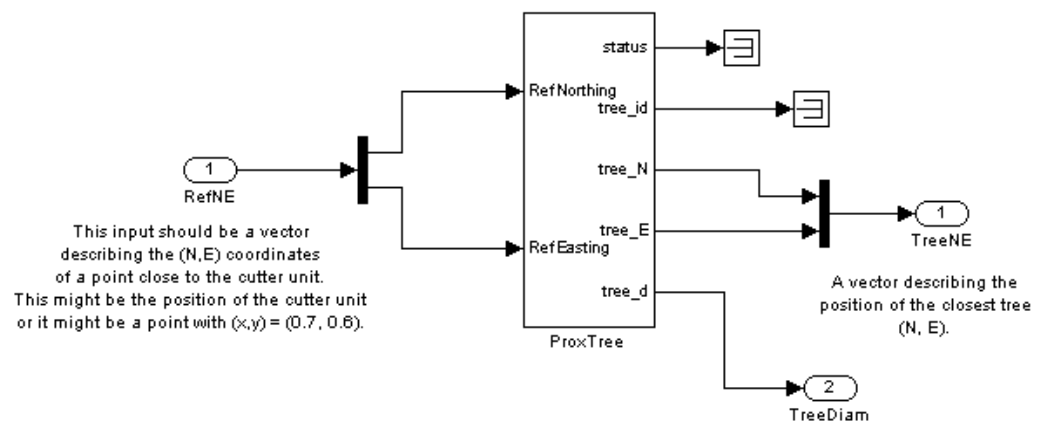 status
RefNorthing
tree_id
1
RefNE
tree_N
This input should be a vector
describing the (N,E) coordinates
of a point close to the cutter unit.
This might be the position of the cutter unit
or it might be a point with (x,y) = (0.7, 0.6).
RefEasting
tree_E
tree_d
ProxTree
1
TreeNE
A vector describing the
position of the closest tree
(N, E).
2
TreeDiam